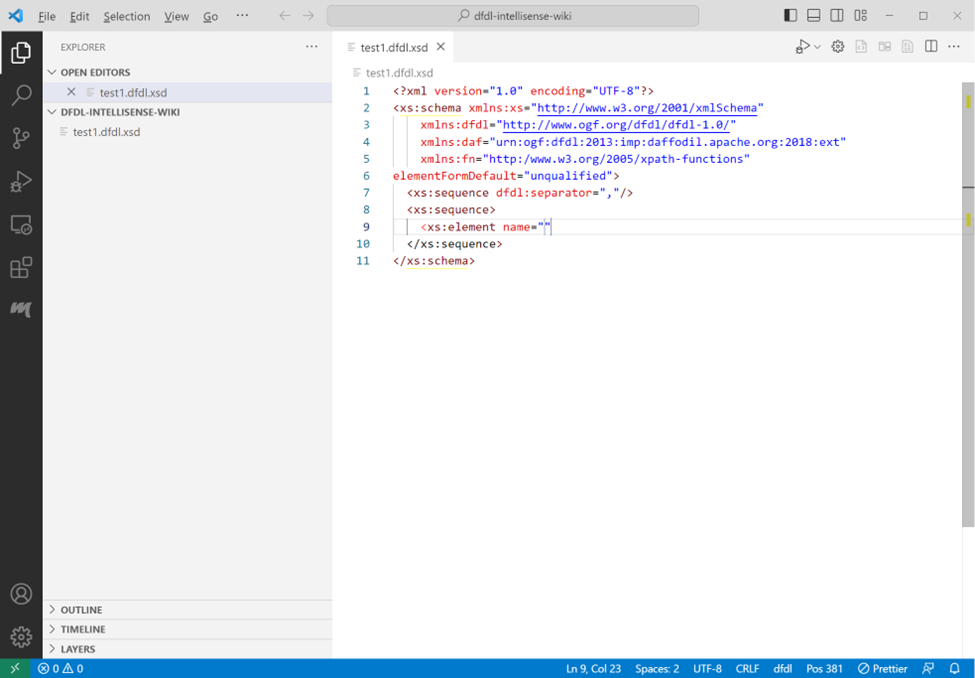 File Edit Selection View Go ··· dfdl-intellisense-wiki
EXPLORER ···
test1.dfdl.xsd
OPEN EDITORS
test1.dfdl.xsd
DFDL-INTELLISENSE-WIKI
test1.dfdl.xsd
test1.dfdl.xsd
1 <?xml version="1.0" encoding="UTF-8"?>
2 <xs:schema xmlns:xs="http://www.w3.org/2001/xmlSchema"
3 xmlns:dfdl="http://www.ogf.org/dfdl/dfdl-1.0/"
4 xmlns:daf="urn:ogf:dfdl:2013:imp:daffodil.apache.org:2018:ext"
5 xmlns:fn="http:/www.w3.org/2005/xpath-functions"
6 elementFormDefault="unqualified">
7 <xs:sequence dfdl:separator=","/>
8 <xs:sequence>
9 <xs:element name=""
10 </xs:sequence>
11 </xs:schema>
OUTLINE
TIMELINE
LAYERS
0 0 Ln 9, Col 23 Spaces: 2 UTF-8 CRLF dfdl Pos 381 Prettier